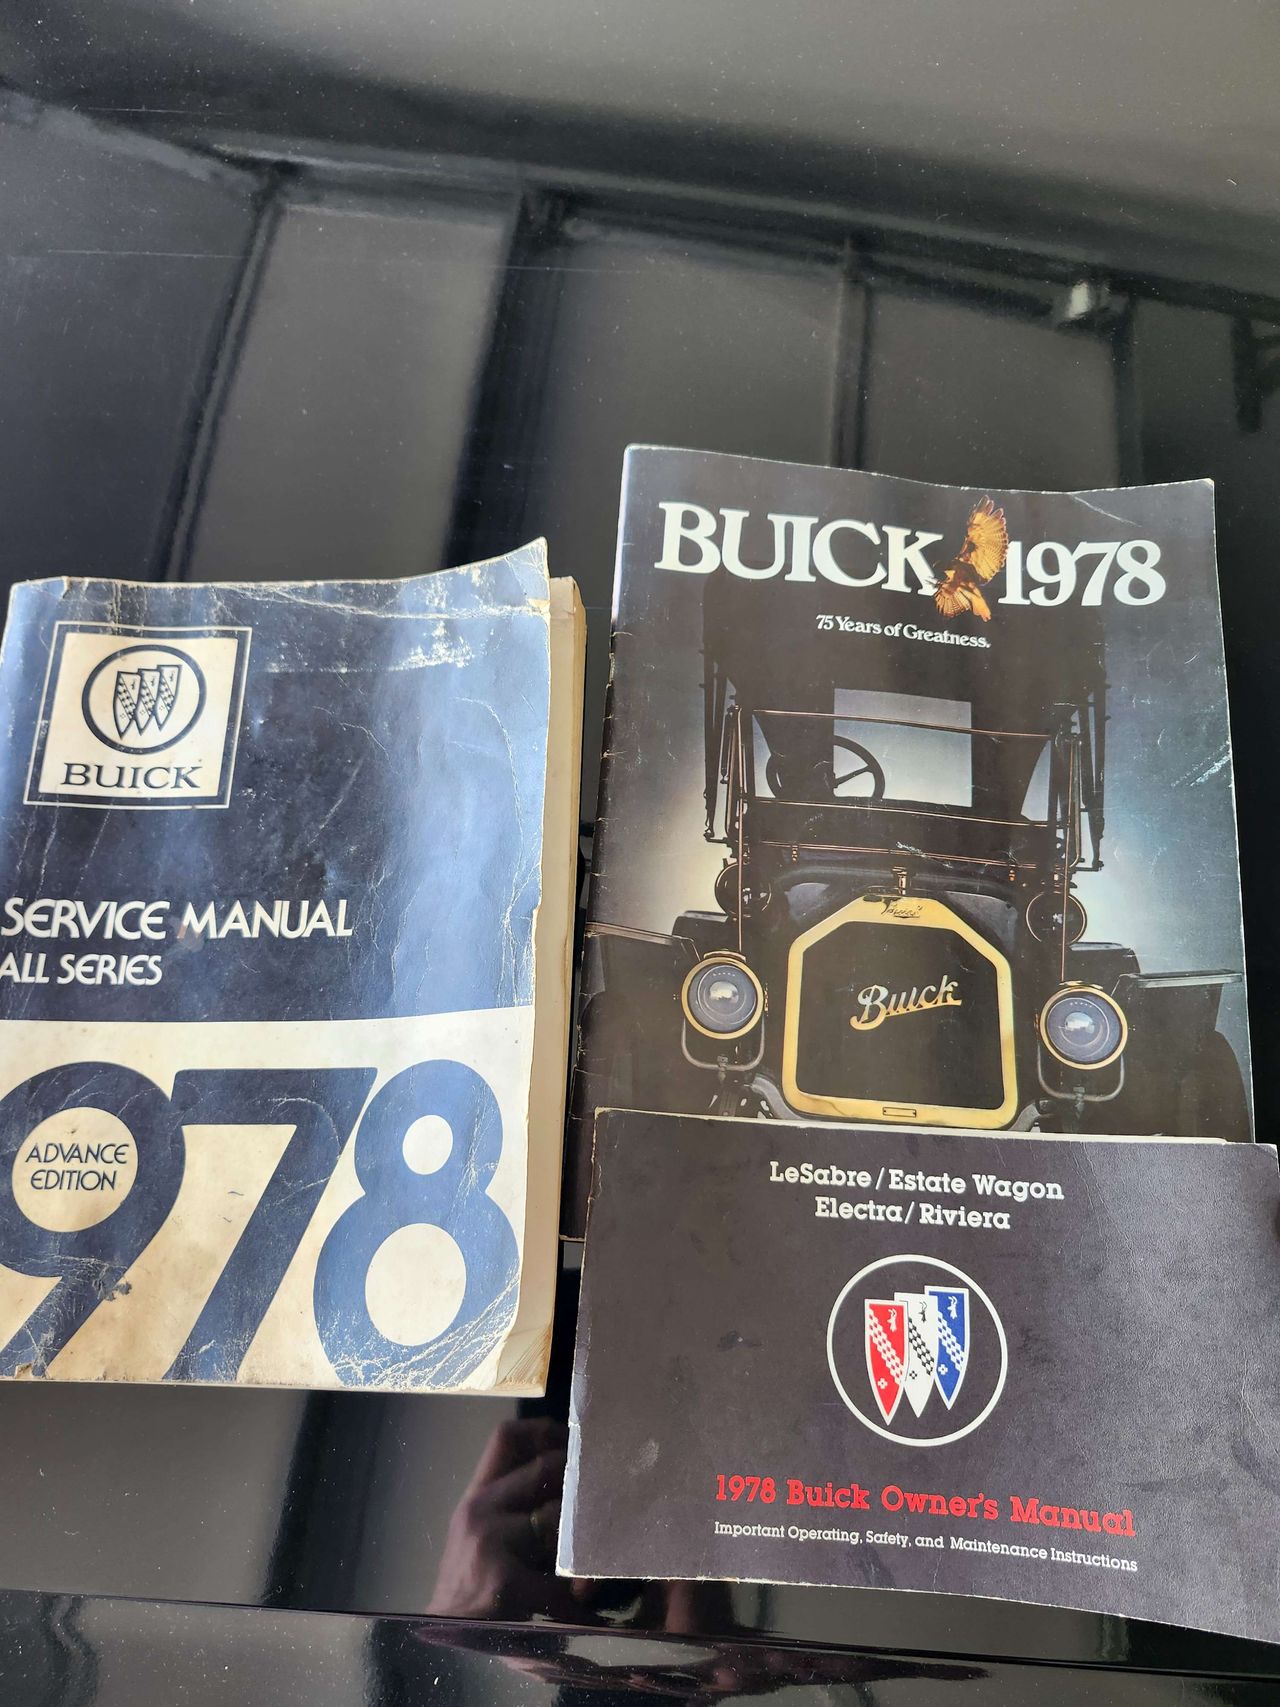 BUICK
SERVICE MANUAL
ALL SERIES
978
ADVANCE
EDITION
BUICK 1978
75 Years of Greatness.
Buick
LeSabre / Estate Wagon
Electra / Riviera
1978 Buick Owner's Manual
Important Operating, Safety, and Maintenance Instructions